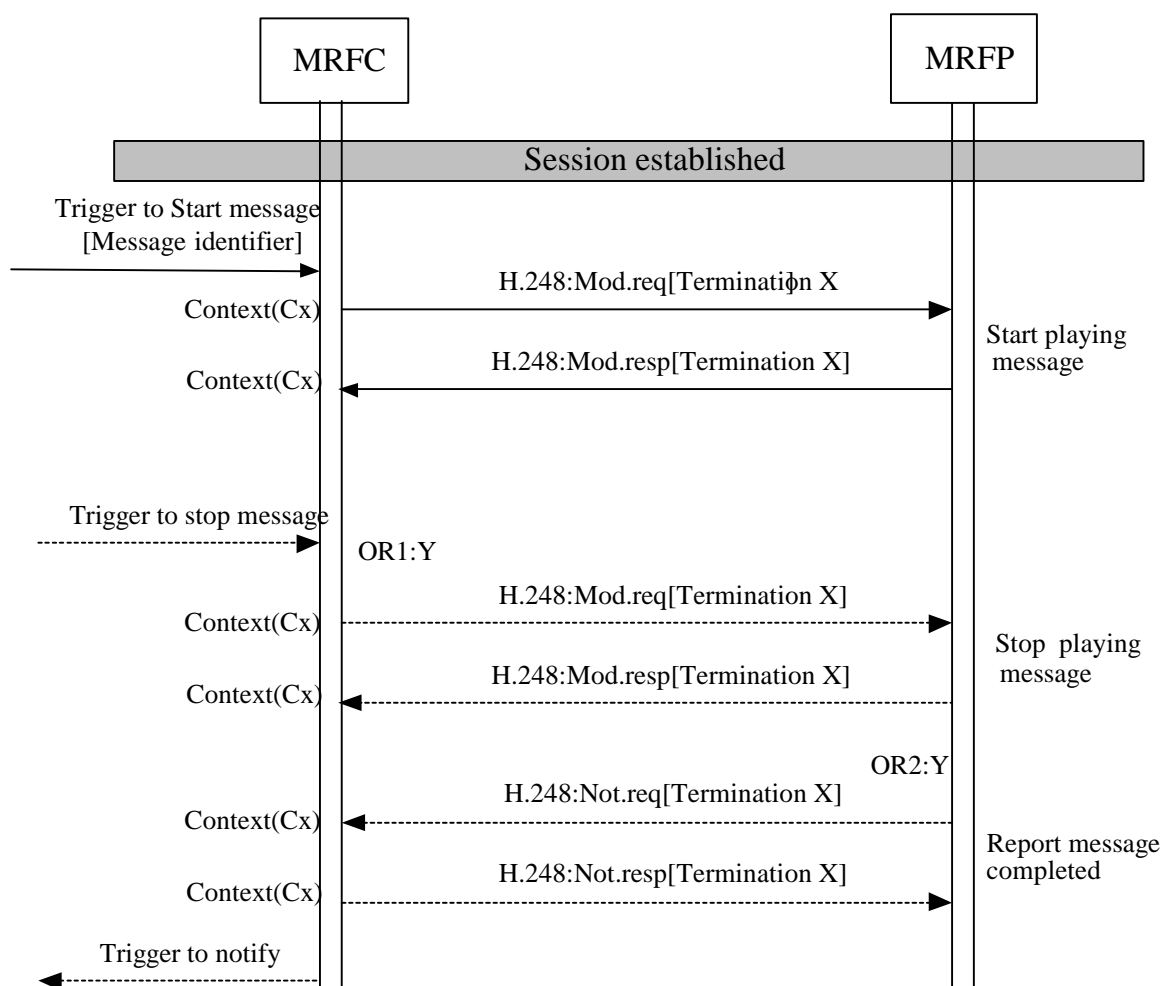 MRFC
MRFP
Session established
Trigger to Start message
[Message identifier]
H.248:Mod.req[Termination X
Context(Cx)
Start playing
message
H.248:Mod.resp[Termination X]
Context(Cx)
Trigger to stop message
OR1:Y
H.248:Mod.req[Termination X]
Context(Cx)
Stop playing
message
H.248:Mod.resp[Termination X]
Context(Cx)
OR2:Y
H.248:Not.req[Termination X]
Context(Cx)
Report message
completed
H.248:Not.resp[Termination X]
Context(Cx)
Trigger to notify